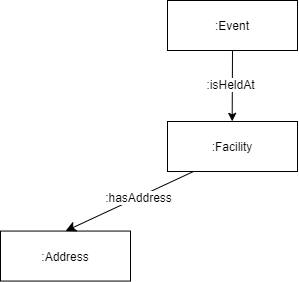 :Event
:isHeldAt
:Facility
:hasAddress
:Address